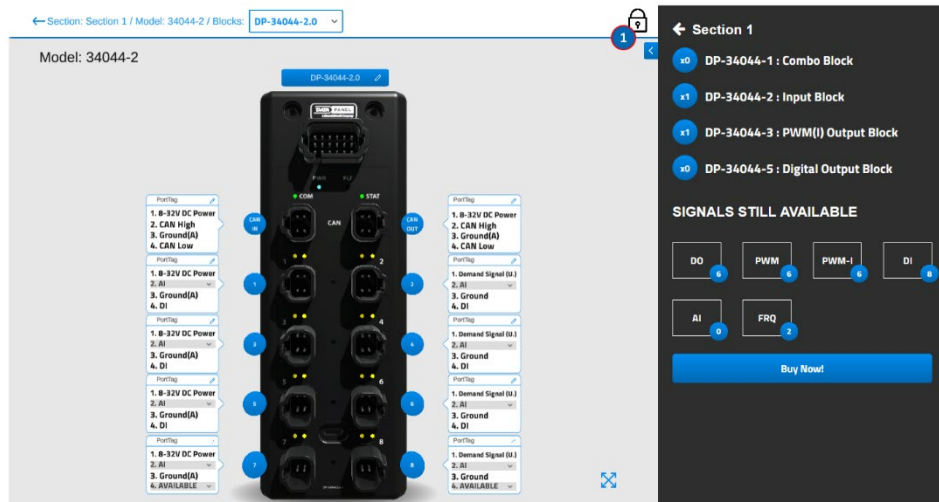 Section: Section 1 / Model: 34044-2 / Blocks: DP-34044-2.0
1
Model: 34044-2
DP-34044-2.0
PANEL
PWN
COM
STAT
CAN
CAN IN
CAN OUT
PortTag
1. 8-32V DC Power
2. CAN High
3. Ground(A)
4. CAN Low
PortTag
1. 8-32V DC Power
2. CAN High
3. Ground(A)
4. CAN Low
1
2
PortTag
1. 8-32V DC Power
2. AI
3. Ground(A)
4. DI
1
2
PortTag
1. Demand Signal (U.)
2. AI
3. Ground
4. DI
3
4
PortTag
1. 8-32V DC Power
2. AI
3. Ground(A)
4. DI
3
4
PortTag
1. Demand Signal (U.)
2. AI
3. Ground
4. DI
5
6
PortTag
1. 8-32V DC Power
2. AI
3. Ground(A)
4. DI
5
6
PortTag
1. Demand Signal (U.)
2. AI
3. Ground
4. DI
7
8
PortTag
1. 8-32V DC Power
2. AI
3. Ground(A)
4. AVAILABLE
7
8
PortTag
1. Demand Signal (U.)
2. AI
3. Ground
4. AVAILABLE
Section 1
x0 DP-34044-1 : Combo Block
x1 DP-34044-2 : Input Block
x1 DP-34044-3 : PWM(I) Output Block
x0 DP-34044-5 : Digital Output Block
SIGNALS STILL AVAILABLE
DO 6
PWM 6
PWM-I 6
DI 8
AI 0
FRQ 2
Buy Now!